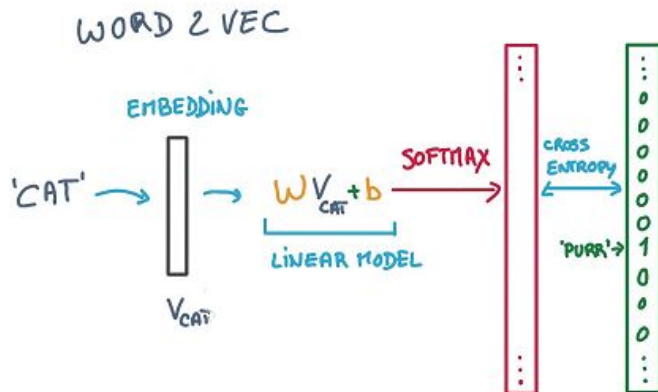 WORD 2 VEC
EMBEDDING
'CAT'
V_CAT
W V_CAT + b
LINEAR MODEL
SOFTMAX
⋮
⋮
CROSS
ENTROPY
⋮
0
0
0
0
0
0
'PURR' → 1
0
0
0
⋮